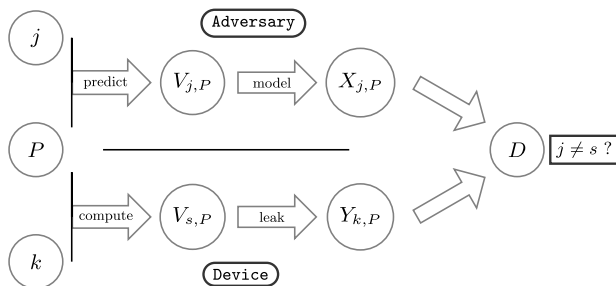 Adversary
j
predict
V_{j,P}
model
X_{j,P}
P
D
j ≠ s ?
compute
V_{s,P}
leak
Y_{k,P}
k
Device